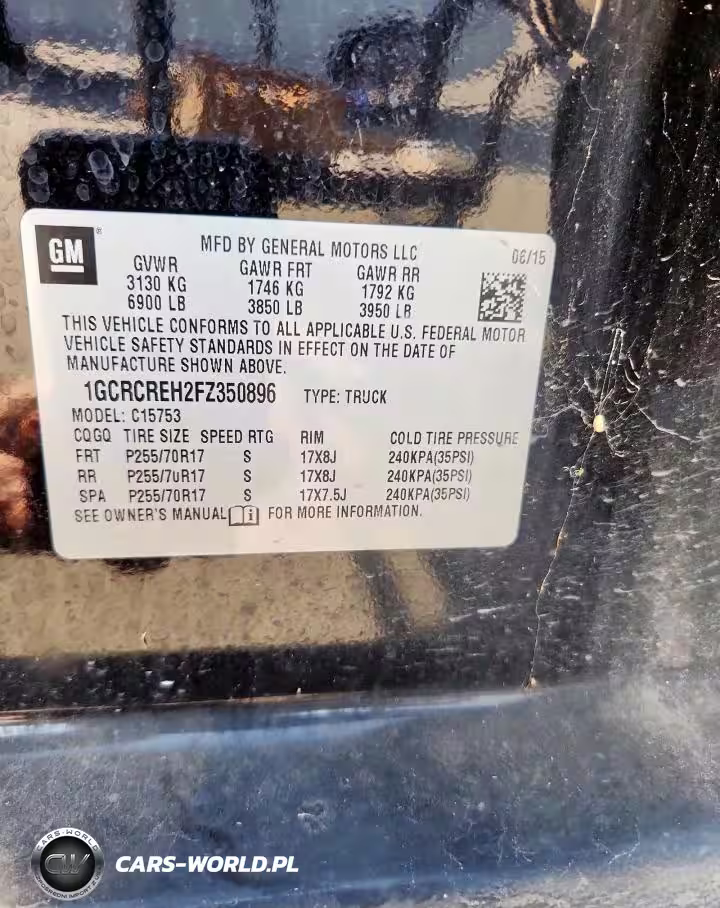 GM ® MFD BY GENERAL MOTORS LLC 06/15
GVWR GAWR FRT GAWR RR
3130 KG 1746 KG 1792 KG
6900 LB 3850 LB 3950 LB
THIS VEHICLE CONFORMS TO ALL APPLICABLE U.S. FEDERAL MOTOR
VEHICLE SAFETY STANDARDS IN EFFECT ON THE DATE OF
MANUFACTURE SHOWN ABOVE.
1GCRCREH2FZ350896 TYPE: TRUCK
MODEL: C15753
CQGQ TIRE SIZE SPEED RTG RIM COLD TIRE PRESSURE
FRT P255/70R17 S 17X8J 240KPA(35PSI)
RR P255/70R17 S 17X8J 240KPA(35PSI)
SPA P255/70R17 S 17X7.5J 240KPA(35PSI)
SEE OWNER'S MANUAL i FOR MORE INFORMATION.
CARS-WORLD
CW
CARS-WORLD.PL